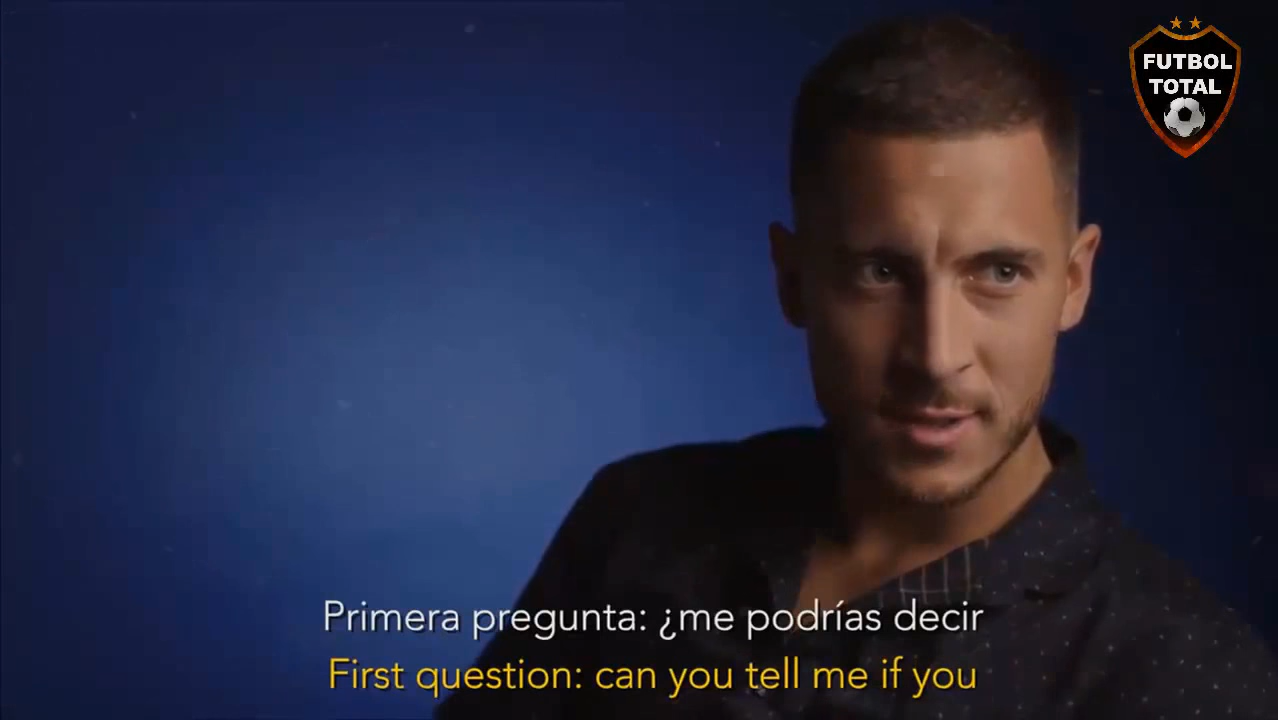 FUTBOL
TOTAL
Primera pregunta: ¿me podrías decir
First question: can you tell me if you